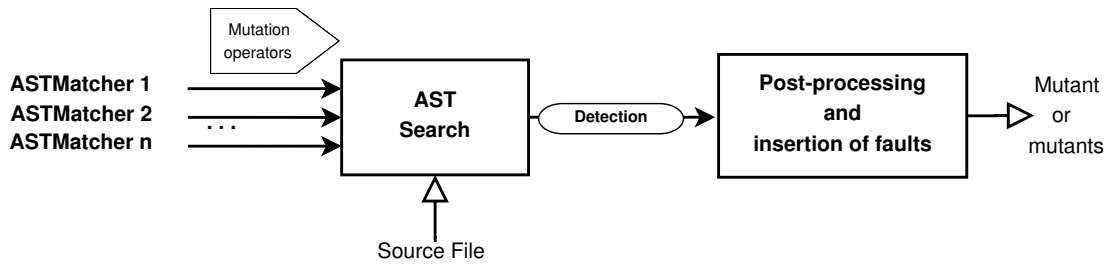 Mutation
operators
ASTMatcher 1
ASTMatcher 2
. . .
ASTMatcher n
AST
Search
Source File
Detection
Post-processing
and
insertion of faults
Mutant
or
mutants